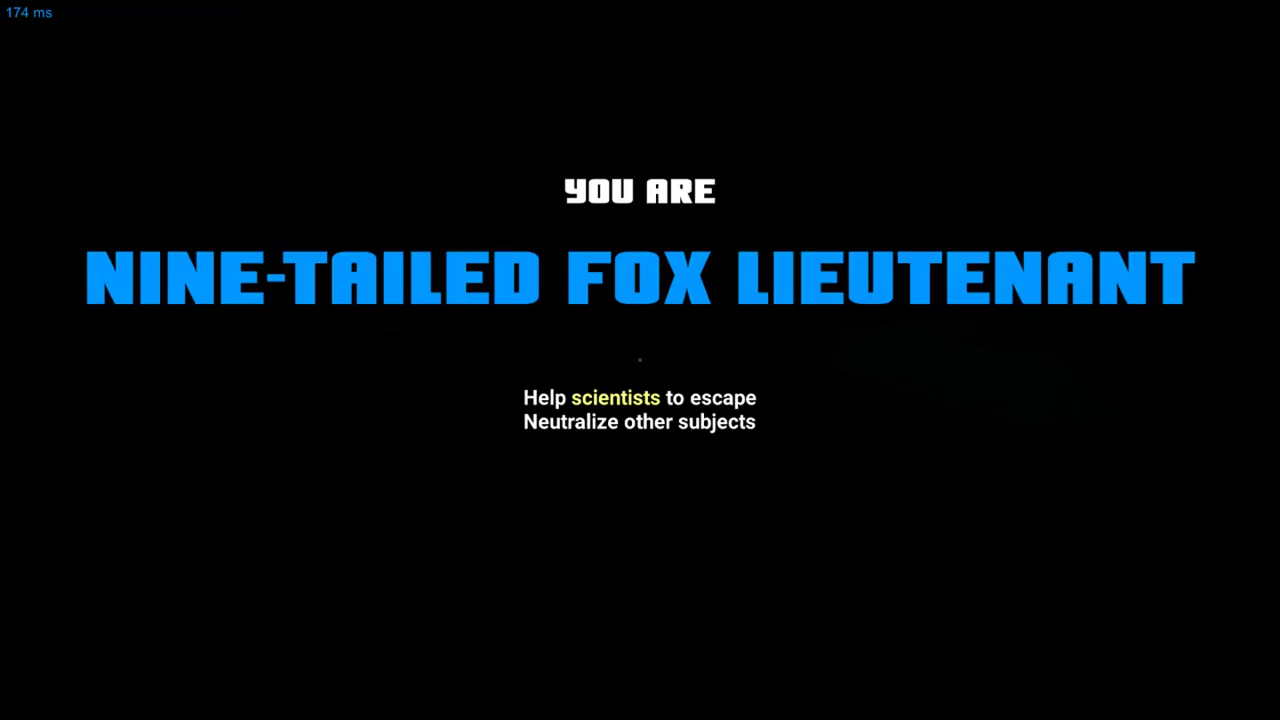 174 ms
YOU ARE
NINE-TAILED FOX LIEUTENANT
Help scientists to escape
Neutralize other subjects